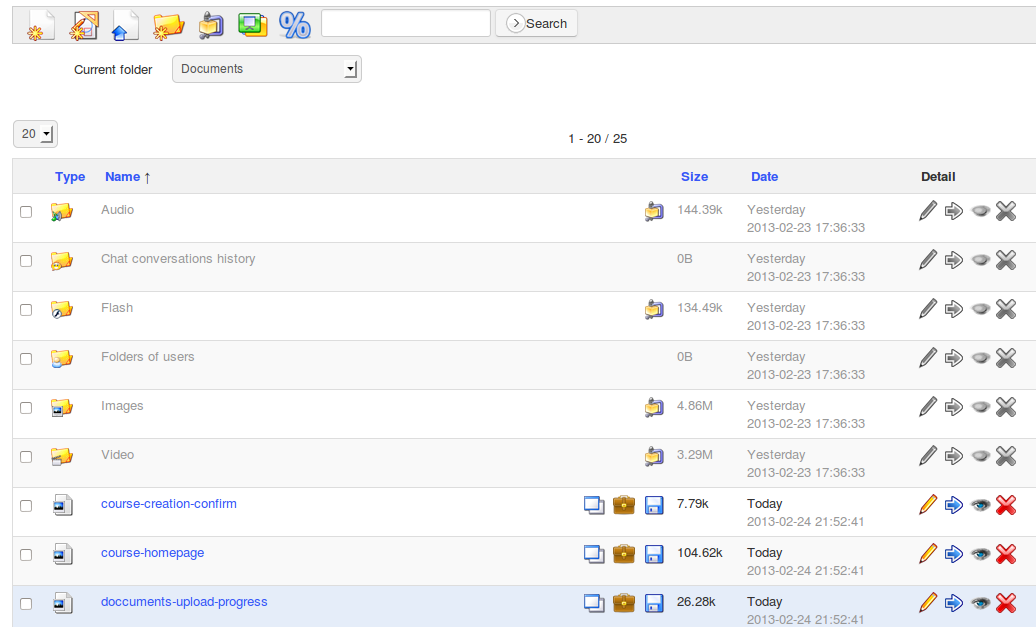 Search
Current folder Documents
20 1 - 20 / 25
Type Name ↑ Size Date Detail
Audio 144.39k Yesterday
2013-02-23 17:36:33
Chat conversations history 0B Yesterday
2013-02-23 17:36:33
Flash 134.49k Yesterday
2013-02-23 17:36:33
Folders of users 0B Yesterday
2013-02-23 17:36:33
Images 4.86M Yesterday
2013-02-23 17:36:33
Video 3.29M Yesterday
2013-02-23 17:36:33
course-creation-confirm 7.79k Today
2013-02-24 21:52:41
course-homepage 104.62k Today
2013-02-24 21:52:41
doccuments-upload-progress 26.28k Today
2013-02-24 21:52:41